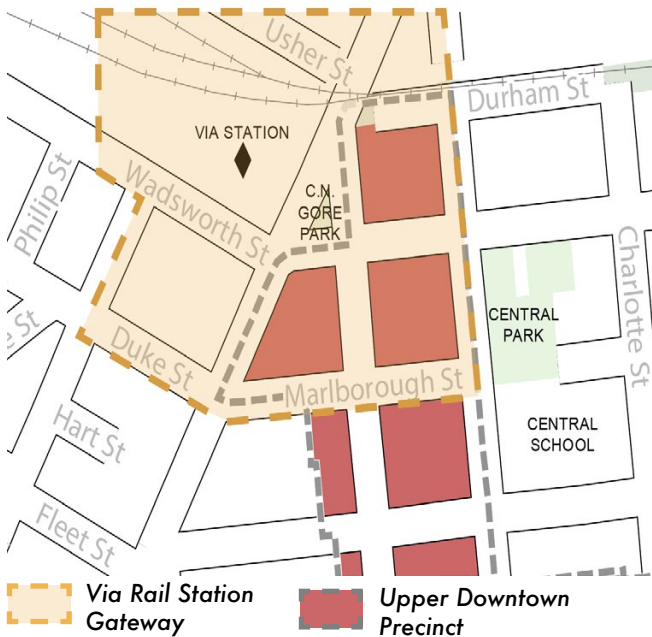 Usher St
Durham St
VIA STATION
Philip St
Wadsworth St
C.N.
GORE
PARK
Charlotte St
CENTRAL
PARK
e St
Duke St
Marlborough St
Hart St
CENTRAL
SCHOOL
Fleet St
Via Rail Station
Gateway
Upper Downtown
Precinct